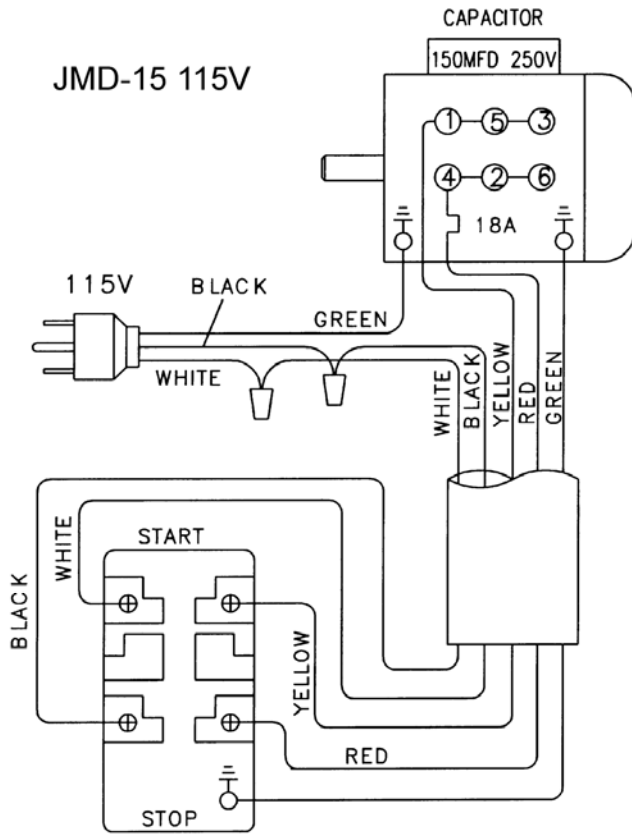 CAPACITOR
150MFD 250V
JMD-15 115V
1 5 3
4 2 6
18A
115V
BLACK
GREEN
WHITE
WHITE
BLACK
YELLOW
RED
GREEN
BLACK
WHITE
START
YELLOW
RED
STOP